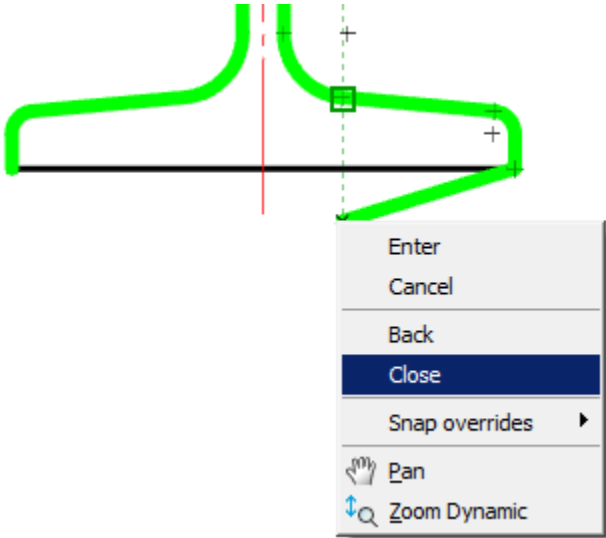 Enter
Cancel
Back
Close
Snap overrides
Pan
Zoom Dynamic